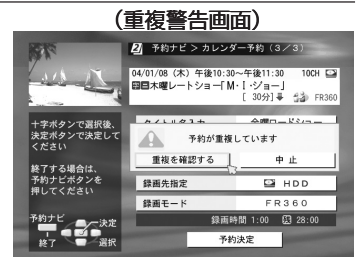 (重複警告画面)
2 予約ナビ > カレンダー予約(3/3)
04/01/08(木)午後10:30~午後11:30 10CH
木曜レートショー「M・I・ジョー」
[ 30分]
FR360
十字ボタンで選択後、
決定ボタンで決定して
ください
終了する場合は、
予約ナビボタンを
押してください
予約が重複しています
重複を確認する
中止
録画先指定
HDD
録画モード
FR360
録画時間 1:00 残 28:00
予約決定
予約ナビ
決定
終了
選択